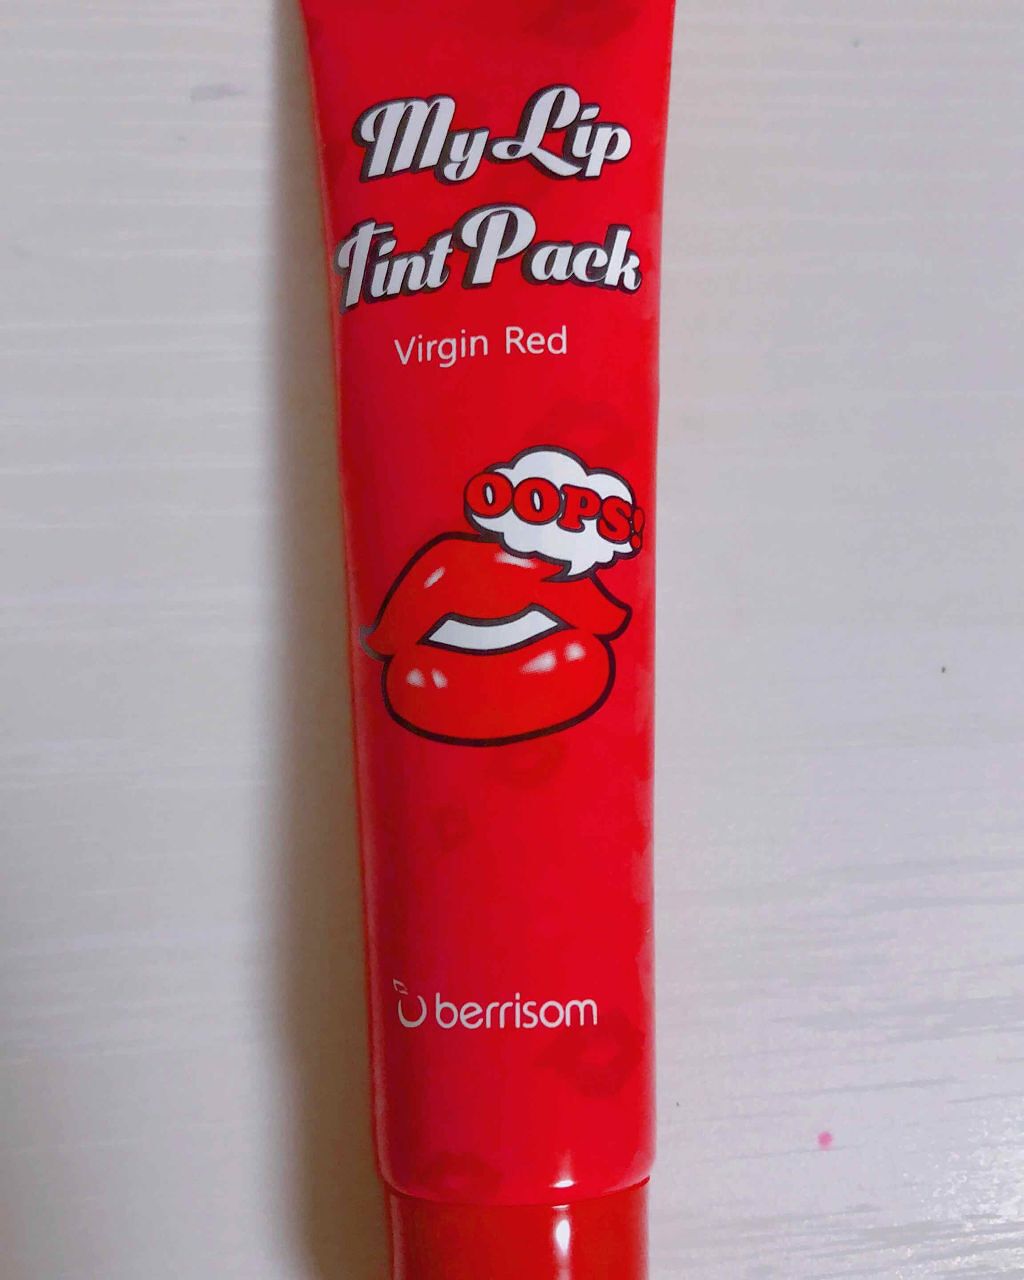 My Lip
Tint Pack
Virgin Red
OOPS!
berrisom